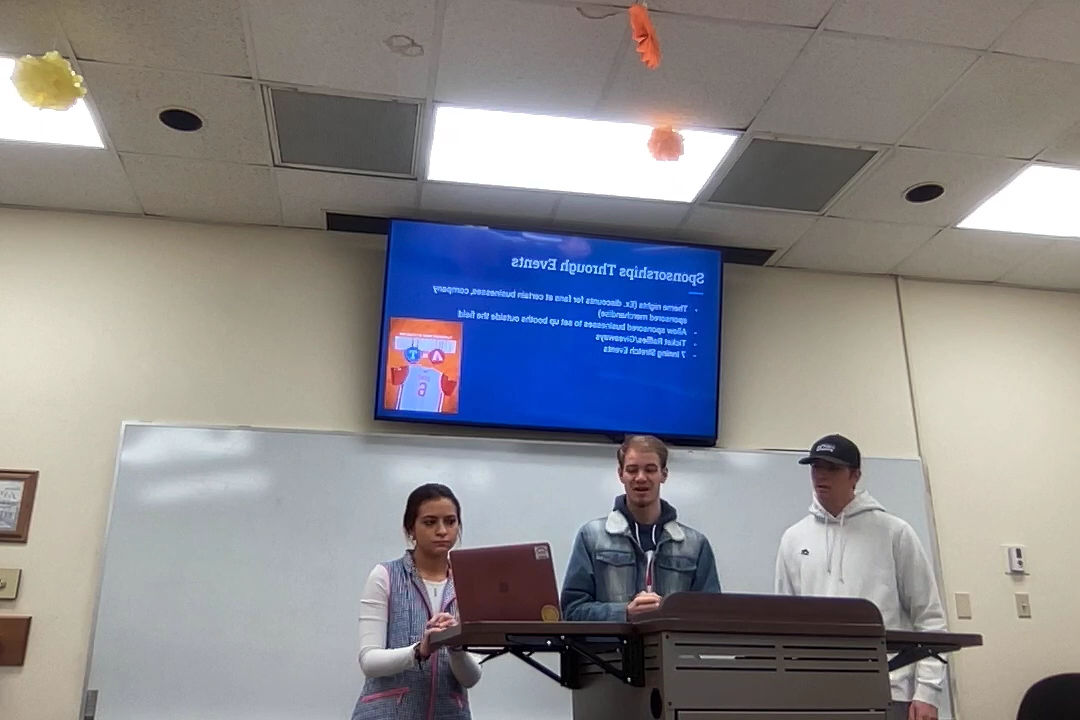 Sponsorships Through Events
- Theme nights (Ex. discounts for fans at certain businesses, company
sponsored merchandise)
- Allow sponsored businesses to set up booths outside the field
- Ticket Raffles/Giveaways
- 7 Inning Stretch Events
T A
6